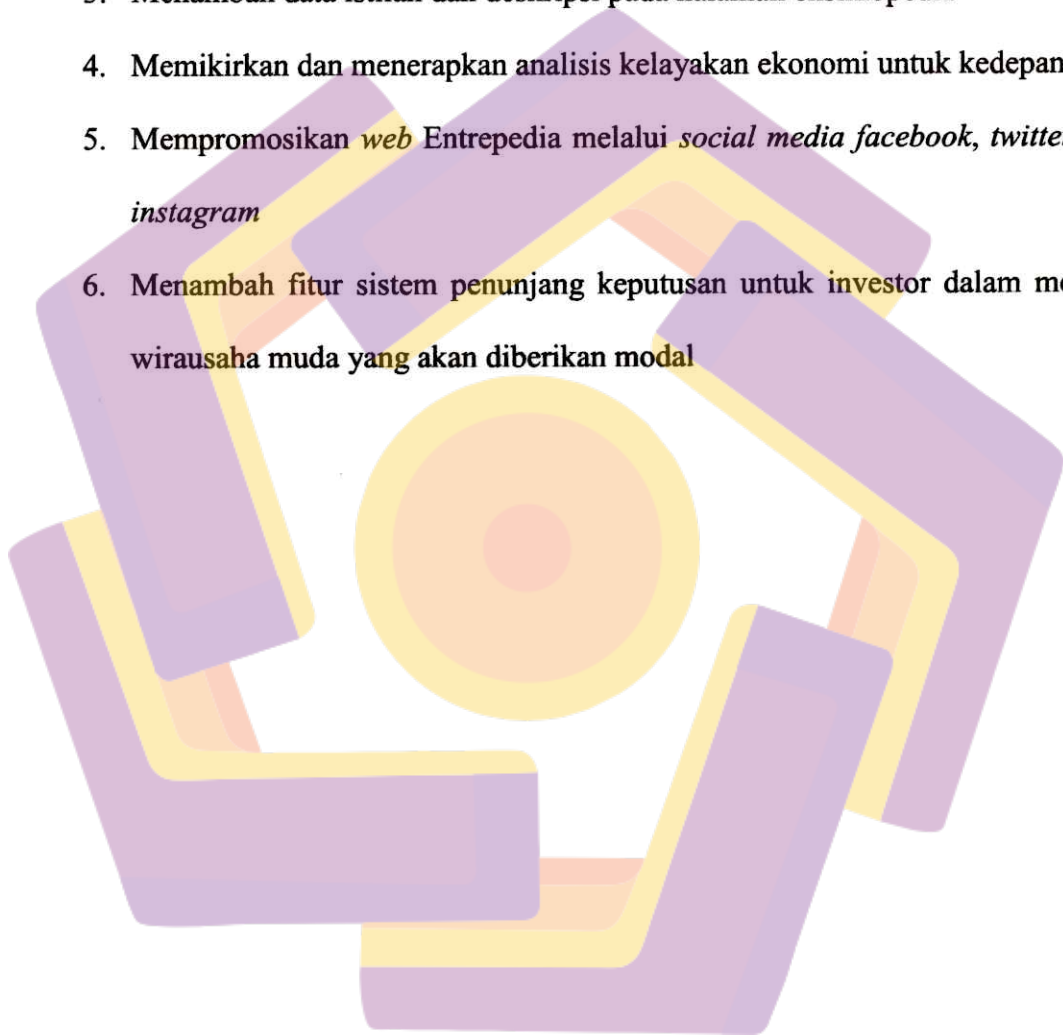 4. Memikirkan dan menerapkan analisis kelayakan ekonomi untuk kedepan
5. Mempromosikan web Entrepedia melalui social media facebook, twitter
instagram
6. Menambah fitur sistem penunjang keputusan untuk investor dalam
wirausaha muda yang akan diberikan modal